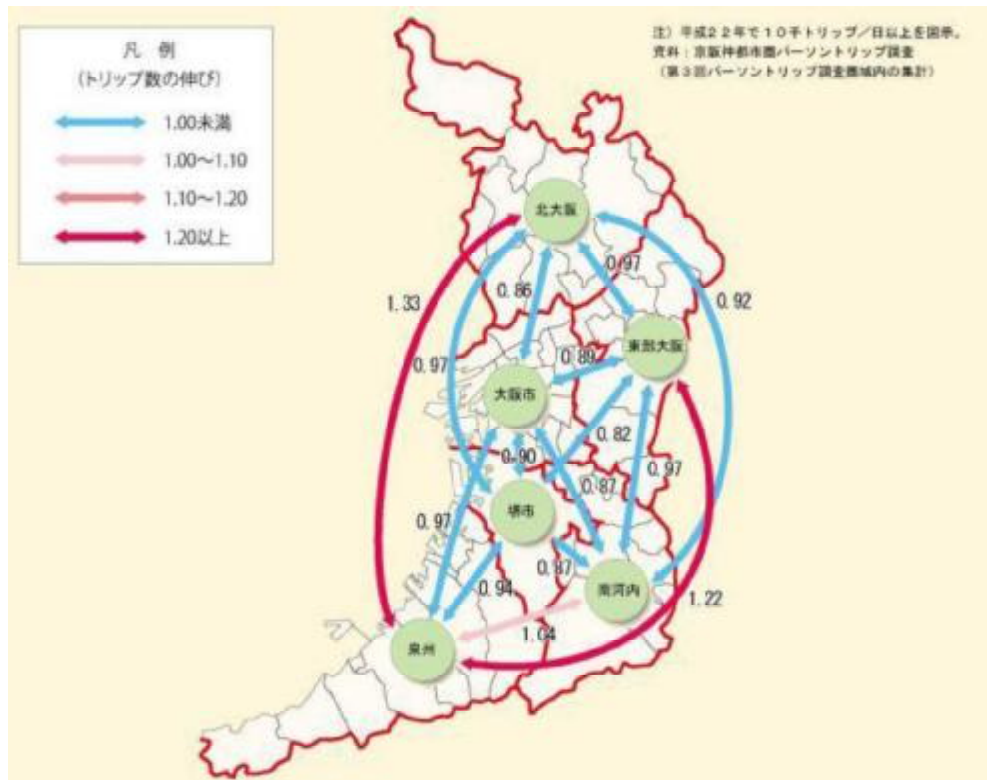 凡 例
(トリップ数の伸び)
1.00未満
1.00～1.10
1.10～1.20
1.20以上
注）平成22年で10千トリップ／日以上を図示。
資料：京阪神都市圏パーソントリップ調査
（第3回パーソントリップ調査圏域内の集計）
北大阪
0.97
0.86
1.33
0.92
東部大阪
0.97
0.89
大阪市
0.82
0.90
0.87
0.97
堺市
0.97
0.87
0.94
南河内
1.22
1.04
泉州